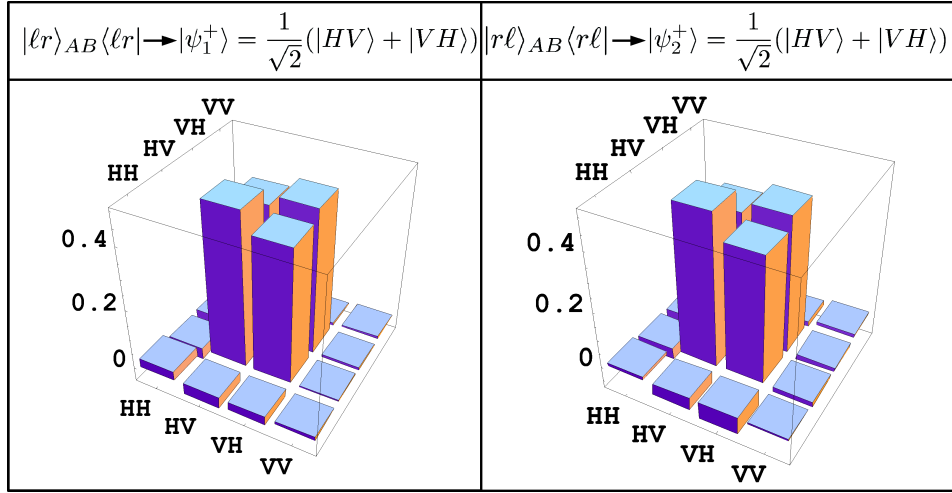 |ℓr⟩_{AB}⟨ℓr| → |ψ_1^+⟩ = \frac{1}{\sqrt{2}}(|HV⟩ + |VH⟩)
|rℓ⟩_{AB}⟨rℓ| → |ψ_2^+⟩ = \frac{1}{\sqrt{2}}(|HV⟩ + |VH⟩)
VV
VH
HV
HH
0.4
0.2
0
HH
HV
VH
VV
VV
VH
HV
HH
0.4
0.2
0
HH
HV
VH
VV